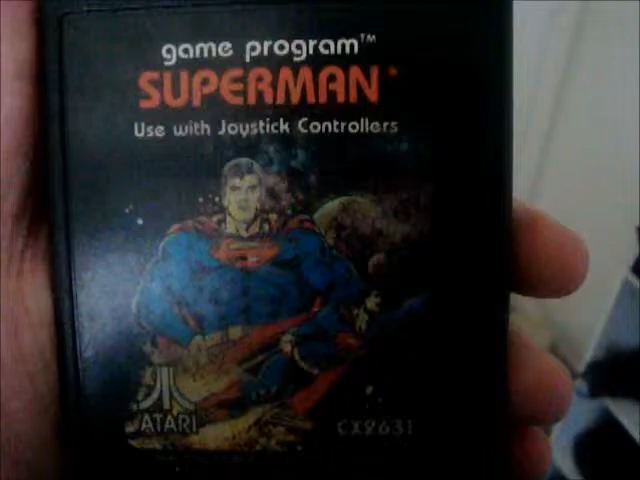 game program™
SUPERMAN*
Use with Joystick Controllers
ATARI
CX2631